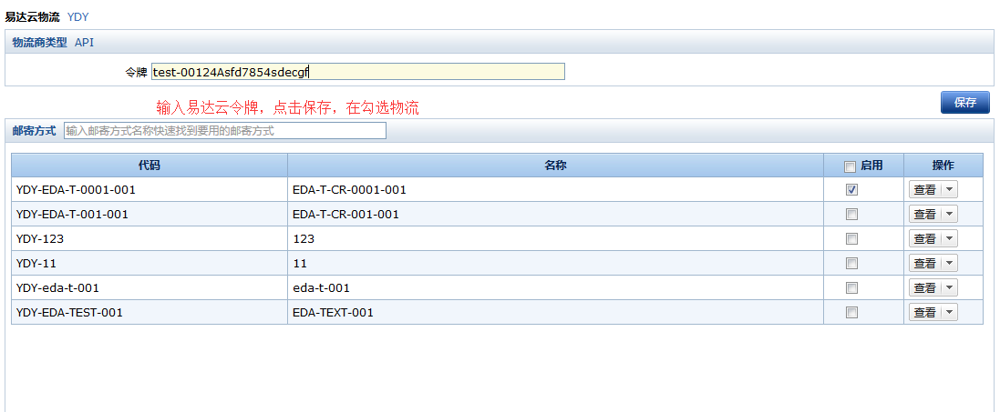 易达云物流 YDY
物流商类型 API
令牌 test-00124Asfd7854sdecgf
输入易达云令牌，点击保存，在勾选物流
保存
邮寄方式 输入邮寄方式名称快速找到要用的邮寄方式
代码 名称 启用 操作
YDY-EDA-T-0001-001 EDA-T-CR-0001-001 查看
YDY-EDA-T-001-001 EDA-T-CR-001-001 查看
YDY-123 123 查看
YDY-11 11 查看
YDY-eda-t-001 eda-t-001 查看
YDY-EDA-TEST-001 EDA-TEXT-001 查看